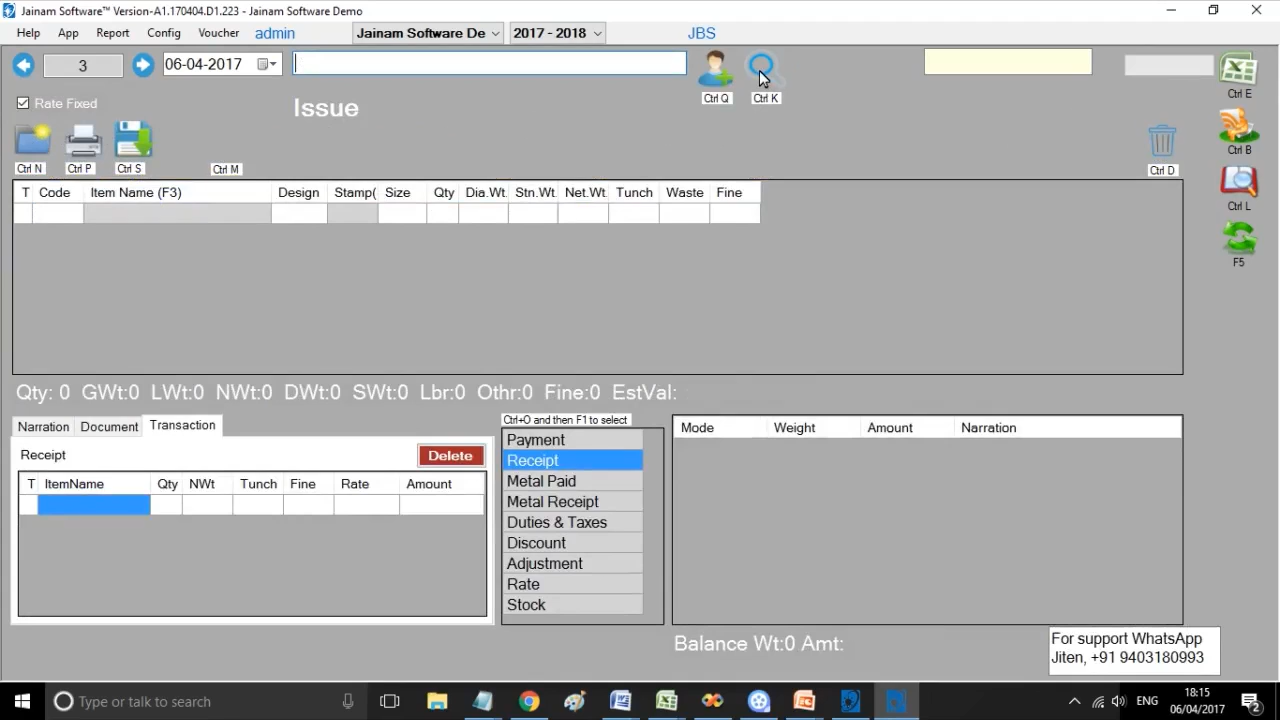 Jainam Software™ Version-A1.170404.D1.223 - Jainam Software Demo
Help App Report Config Voucher admin Jainam Software De 2017 - 2018 JBS
3 06-04-2017
Ctrl Q Ctrl K Ctrl E
Rate Fixed Issue
Ctrl B
Ctrl N Ctrl P Ctrl S Ctrl M Ctrl D
T Code Item Name (F3) Design Stamp( Size Qty Dia.Wt. Stn.Wt. Net.Wt. Tunch Waste Fine
Ctrl L
F5
Qty: 0 GWt:0 LWt:0 NWt:0 DWt:0 SWt:0 Lbr:0 Othr:0 Fine:0 EstVal:
Narration Document Transaction
Receipt Delete
T ItemName Qty NWt Tunch Fine Rate Amount
Ctrl+O and then F1 to select
Payment
Receipt
Metal Paid
Metal Receipt
Duties & Taxes
Discount
Adjustment
Rate
Stock
Mode Weight Amount Narration
Balance Wt:0 Amt:
For support WhatsApp
Jiten, +91 9403180993
Type or talk to search
ENG
18:15
06/04/2017
2